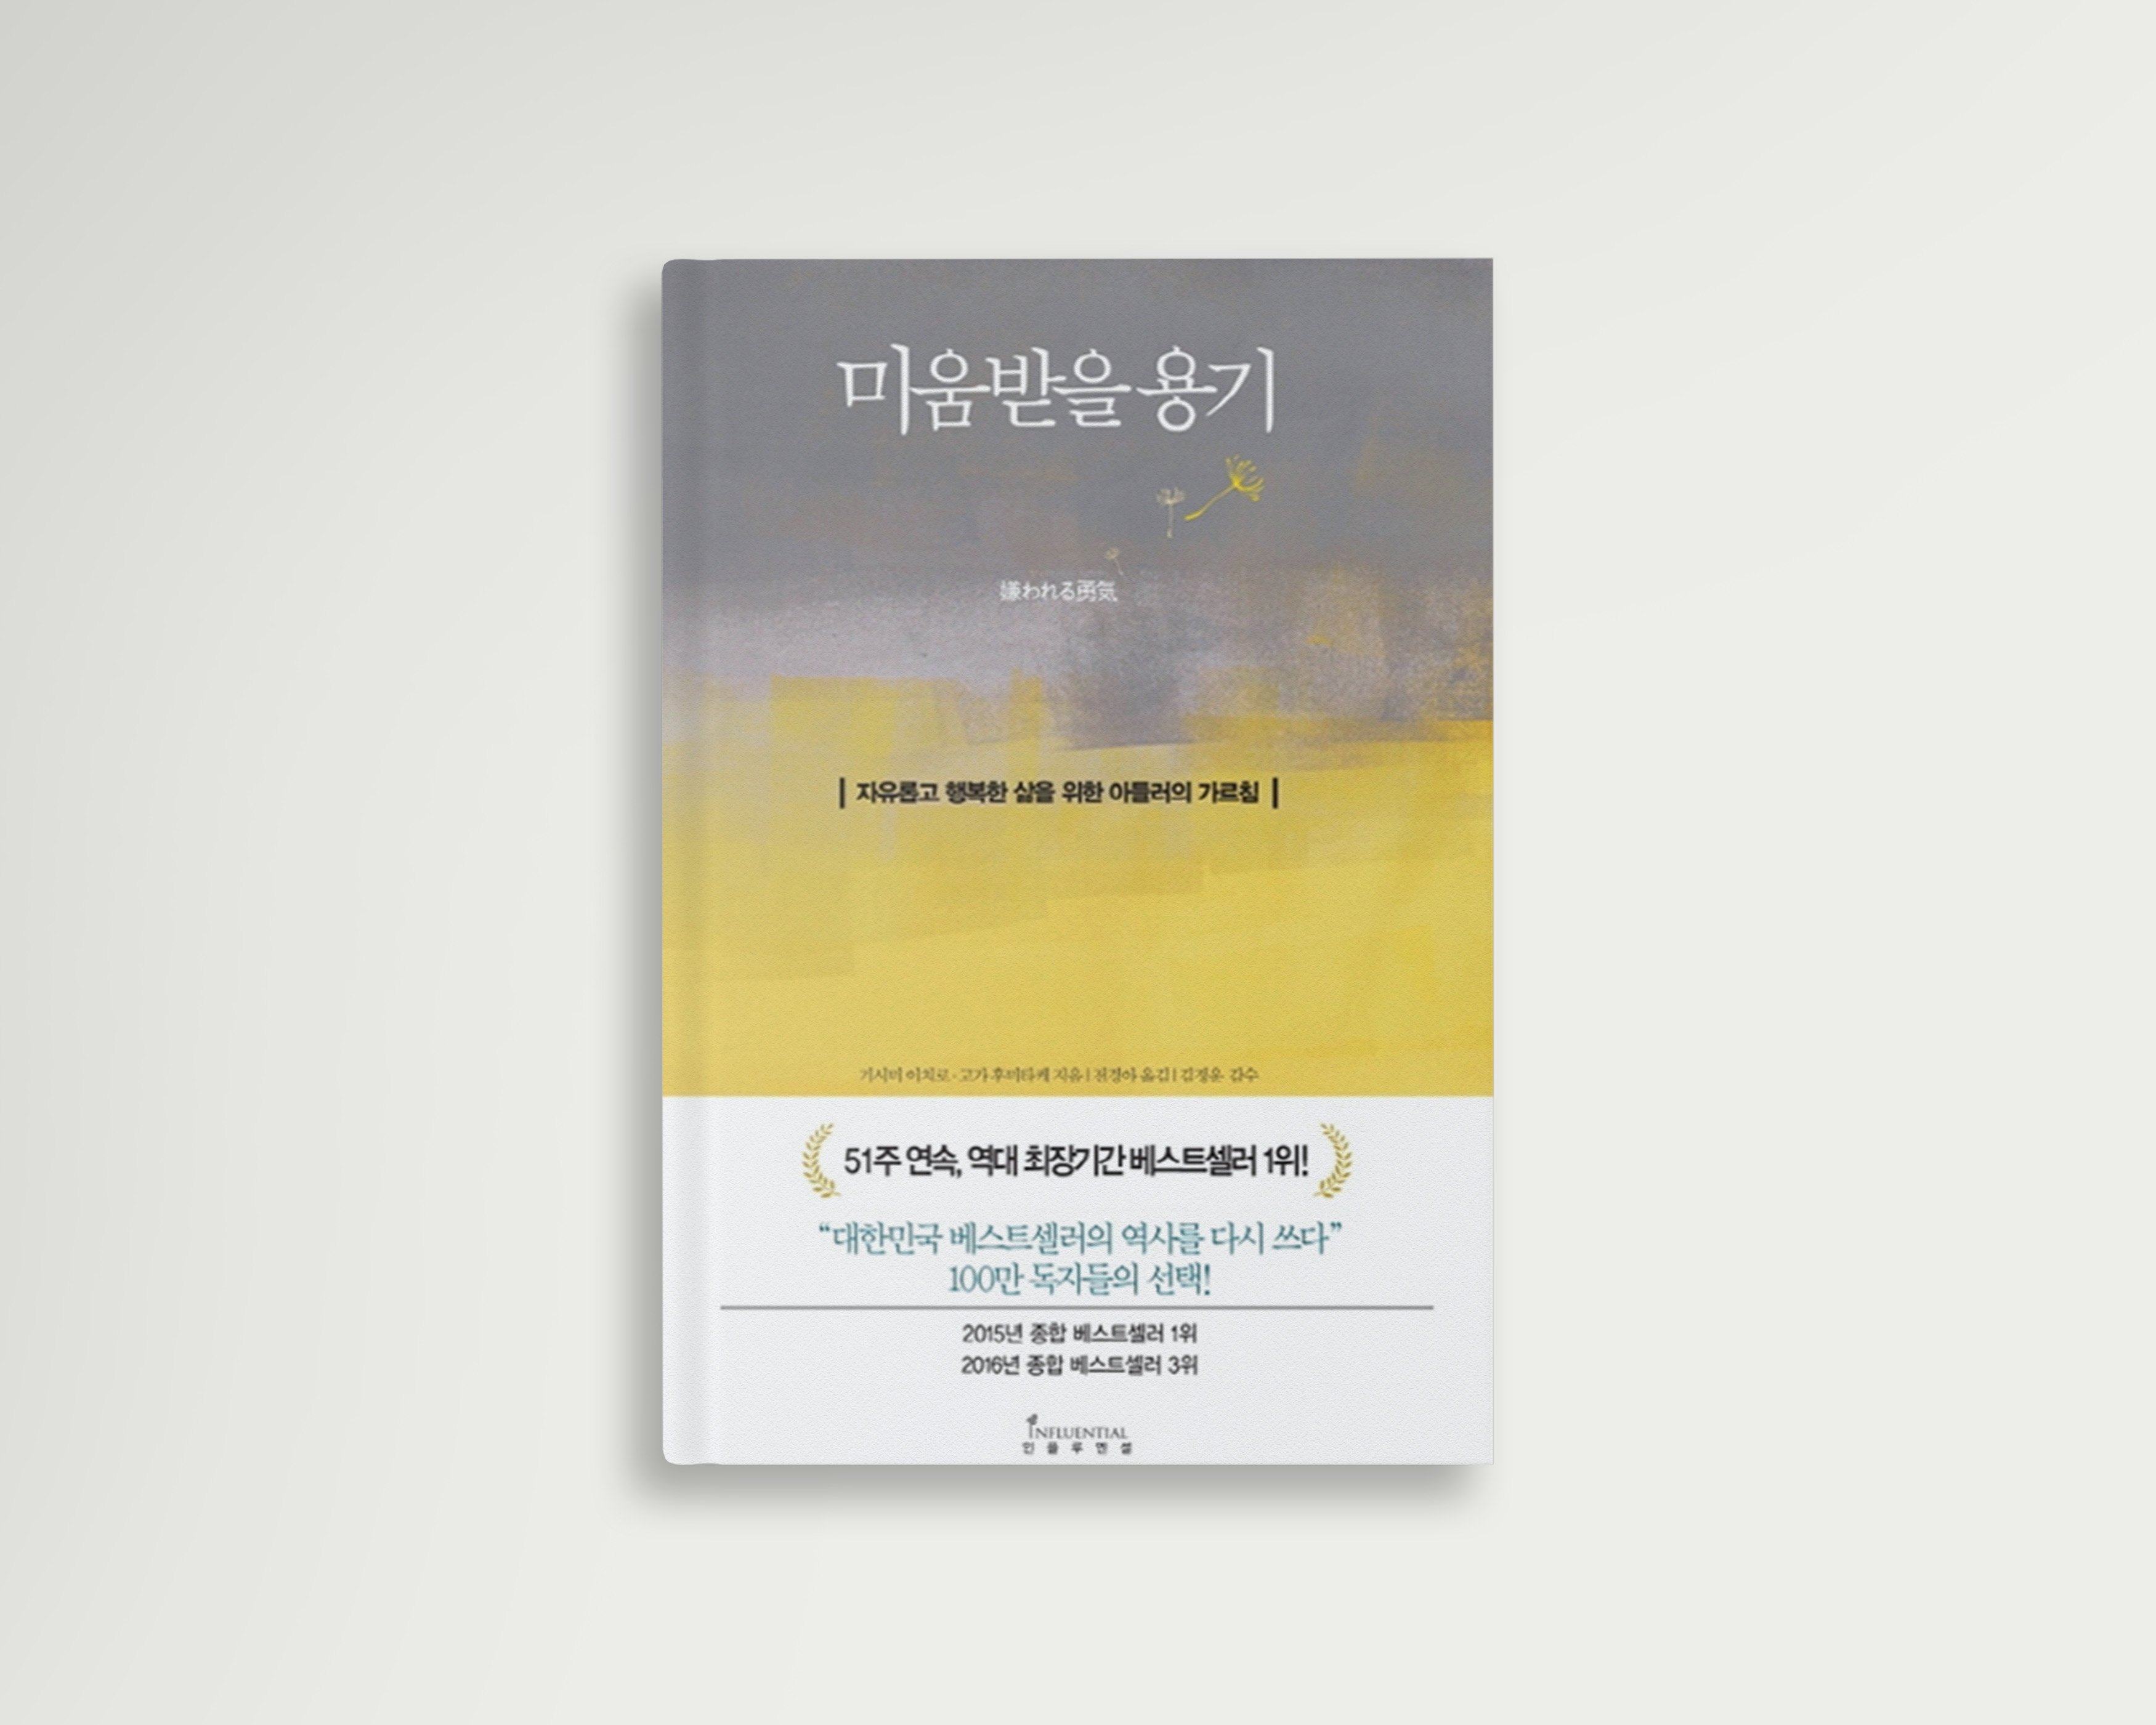 미움받을 용기
嫌われる勇気
자유롭고 행복한 삶을 위한 아들러의 가르침
기시미 이치로·고가 후미타케 지음 | 전경아 옮김 | 김정운 감수
51주 연속, 역대 최장기간 베스트셀러 1위!
“대한민국 베스트셀러의 역사를 다시 쓰다”
100만 독자들의 선택!
2015년 종합 베스트셀러 1위
2016년 종합 베스트셀러 3위
INFLUENTIAL
인플루엔셜